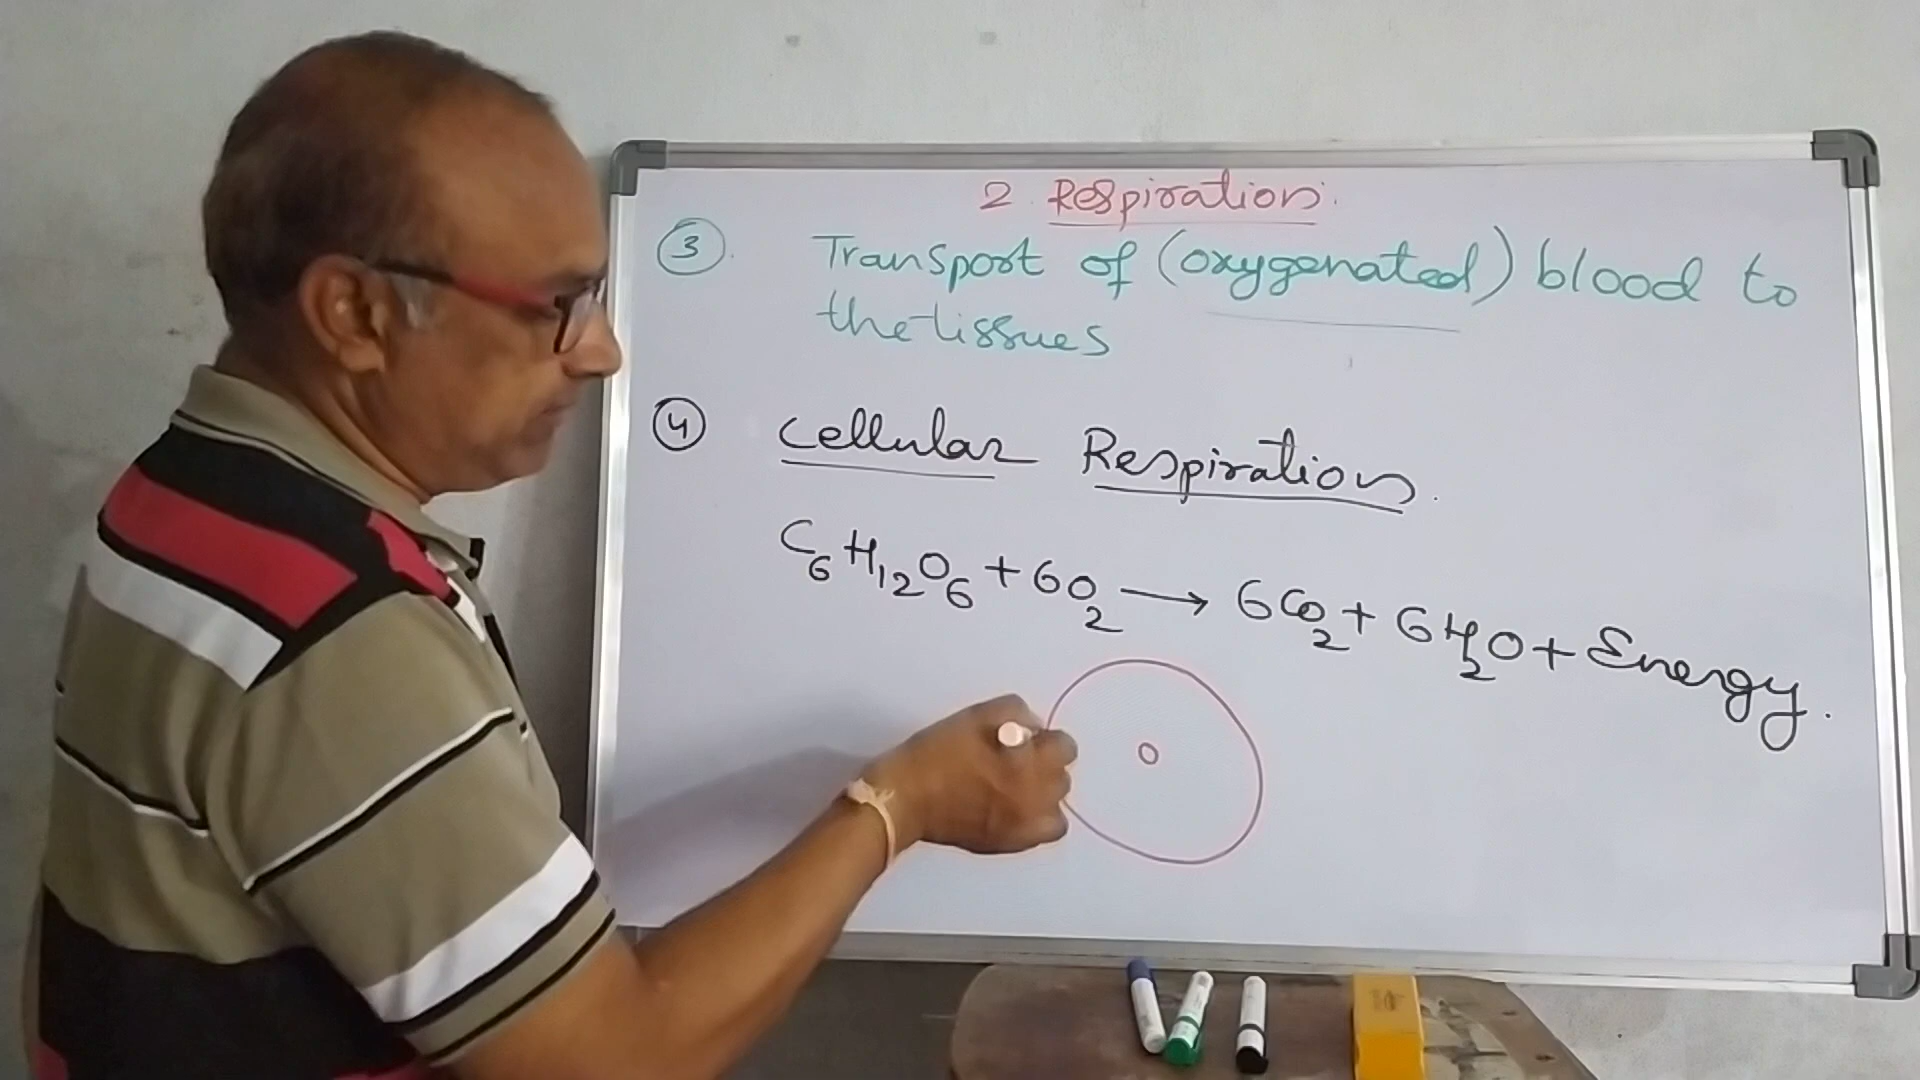 2. Respiration.
3. Transport of (oxygenated) blood to
the tissues
4 Cellular Respiration.
C6H12O6 + 6O2 → 6CO2 + 6H2O + Energy.